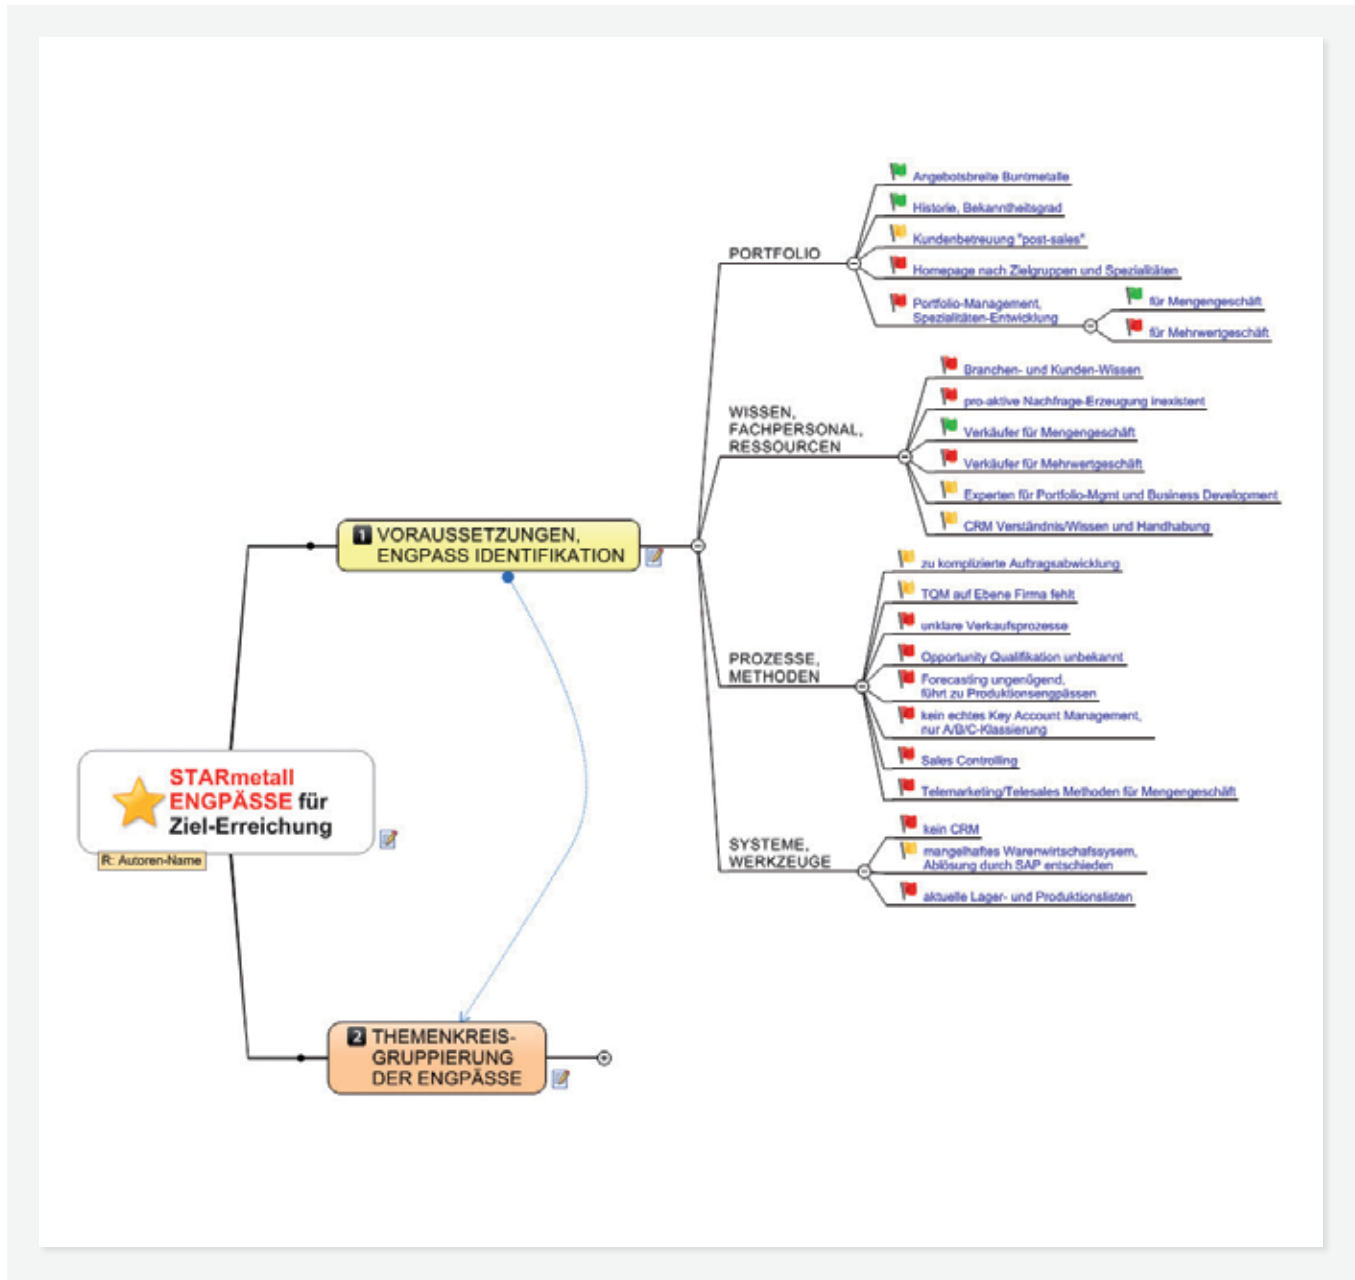 Angebotsbreite Buntmetalle
Historie, Bekanntheitsgrad
Kundenbetreuung "post-sales"
PORTFOLIO
Homepage nach Zielgruppen und Spezialitäten
Portfolio-Management,
Spezialitäten-Entwicklung
für Mengengeschäft
für Mehrwertgeschäft
Branchen- und Kunden-Wissen
pro-aktive Nachfrage-Erzeugung inexistent
WISSEN,
FACHPERSONAL,
RESSOURCEN
Verkäufer für Mengengeschäft
Verkäufer für Mehrwertgeschäft
Experten für Portfolio-Mgmt und Business Development
CRM Verständnis/Wissen und Handhabung
1 VORAUSSETZUNGEN,
ENGPASS IDENTIFIKATION
zu komplizierte Auftragsabwicklung
TQM auf Ebene Firma fehlt
unklare Verkaufsprozesse
PROZESSE,
METHODEN
Opportunity Qualifikation unbekannt
Forecasting ungenügend,
führt zu Produktionsengpässen
kein echtes Key Account Management,
nur A/B/C-Klassierung
Sales Controlling
Telemarketing/Telesales Methoden für Mengengeschäft
STARmetall
ENGPÄSSE für
Ziel-Erreichung
R: Autoren-Name
SYSTEME,
WERKZEUGE
kein CRM
mangelhaftes Warenwirtschafssysem,
Ablösung durch SAP entschieden
aktuelle Lager- und Produktionslisten
2 THEMENKREIS-
GRUPPIERUNG
DER ENGPÄSSE